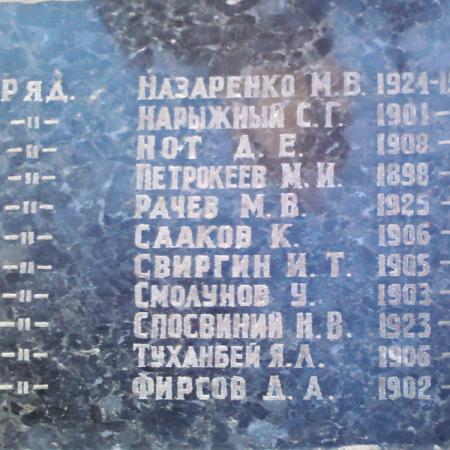 РЯД. НАЗАРЕНКО М.В. 1924-1
-"- НАРЫЖНЫЙ С.Г. 1901-
-"- НОТ Д.Е. 1908-
-"- ПЕТРОКЕЕВ М.И. 1898-
-"- РАЧЕВ М.В. 1925-
-"- СААКОВ К. 1906-
-"- СВИРГИН И.Т. 1905-
-"- СМОЛУНОВ У. 1903-
-"- СПОСВИНИЙ Н.В. 1923-
-"- ТУХАНБЕЙ Я.Л. 1906-
-"- ФИРСОВ Д.А. 1902-